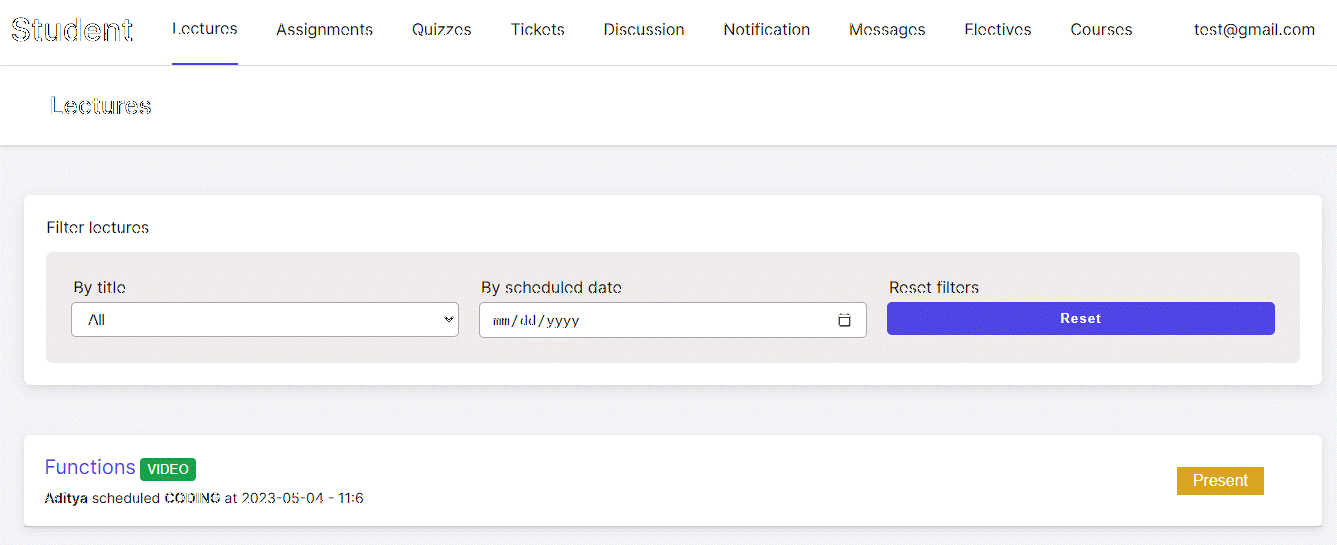 Student Lectures Assignments Quizzes Tickets Discussion Notification Messages Electives Courses test@gmail.com
Lectures
Filter lectures
By title By scheduled date Reset filters
All mm/dd/yyyy Reset
Functions VIDEO
Aditya scheduled CODING at 2023-05-04 - 11:6
Present